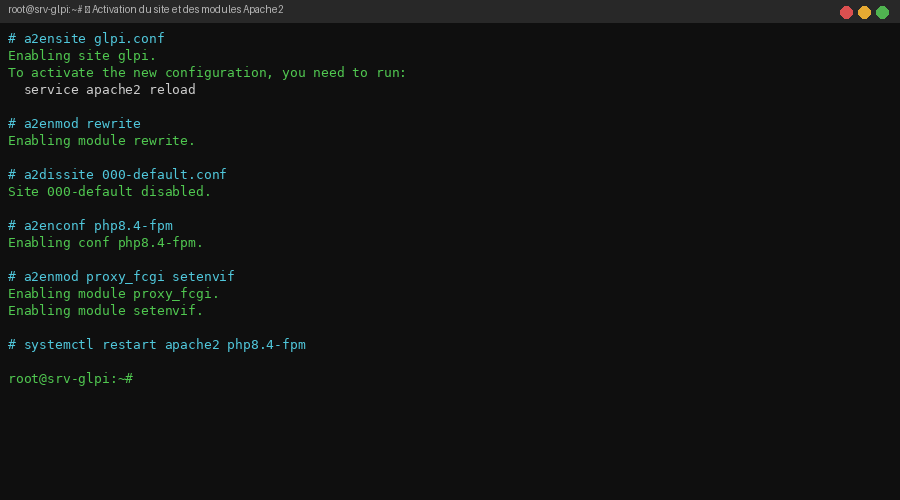 root@srv-glpi:~# Activation du site et des modules Apache2
# a2ensite glpi.conf
Enabling site glpi.
To activate the new configuration, you need to run:
  service apache2 reload
# a2enmod rewrite
Enabling module rewrite.
# a2dissite 000-default.conf
Site 000-default disabled.
# a2enconf php8.4-fpm
Enabling conf php8.4-fpm.
# a2enmod proxy_fcgi setenvif
Enabling module proxy_fcgi.
Enabling module setenvif.
# systemctl restart apache2 php8.4-fpm
root@srv-glpi:~#